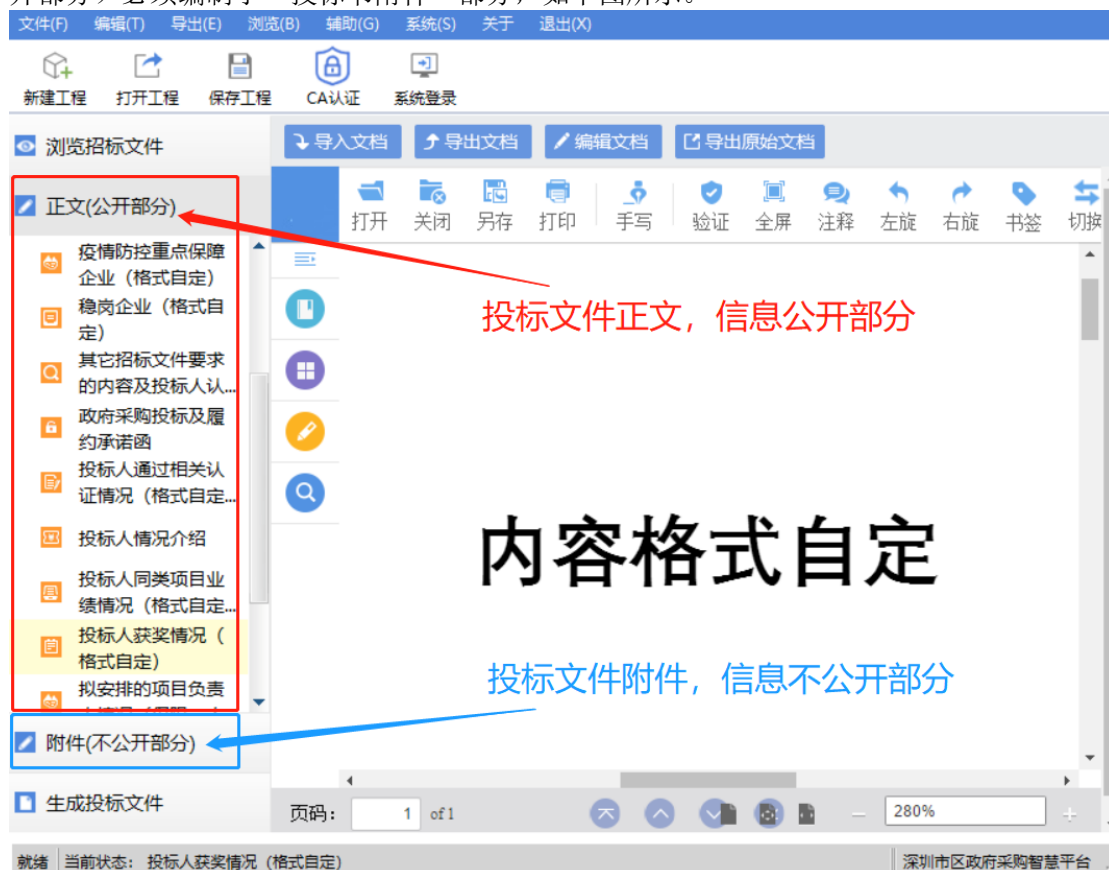 文件(F) 编辑(T) 导出(E) 浏览(B) 辅助(G) 系统(S) 关于 退出(X)
新建工程 打开工程 保存工程 CA认证 系统登录
浏览招标文件
导入文档 导出文档 编辑文档 导出原始文档
正文(公开部分)
打开 关闭 另存 打印 手写 验证 全屏 注释 左旋 右旋 书签 切换
疫情防控重点保障
企业（格式自定）
稳岗企业（格式自
定）
其它招标文件要求
的内容及投标人认...
政府采购投标及履
约承诺函
投标人通过相关认
证情况（格式自定...
投标人情况介绍
投标人同类项目业
绩情况（格式自定...
投标人获奖情况（
格式自定）
拟安排的项目负责
投标文件正文，信息公开部分
内容格式自定
投标文件附件，信息不公开部分
附件(不公开部分)
生成投标文件
页码： 1 of 1 280%
就绪 当前状态： 投标人获奖情况（格式自定） 深圳市区政府采购智慧平台